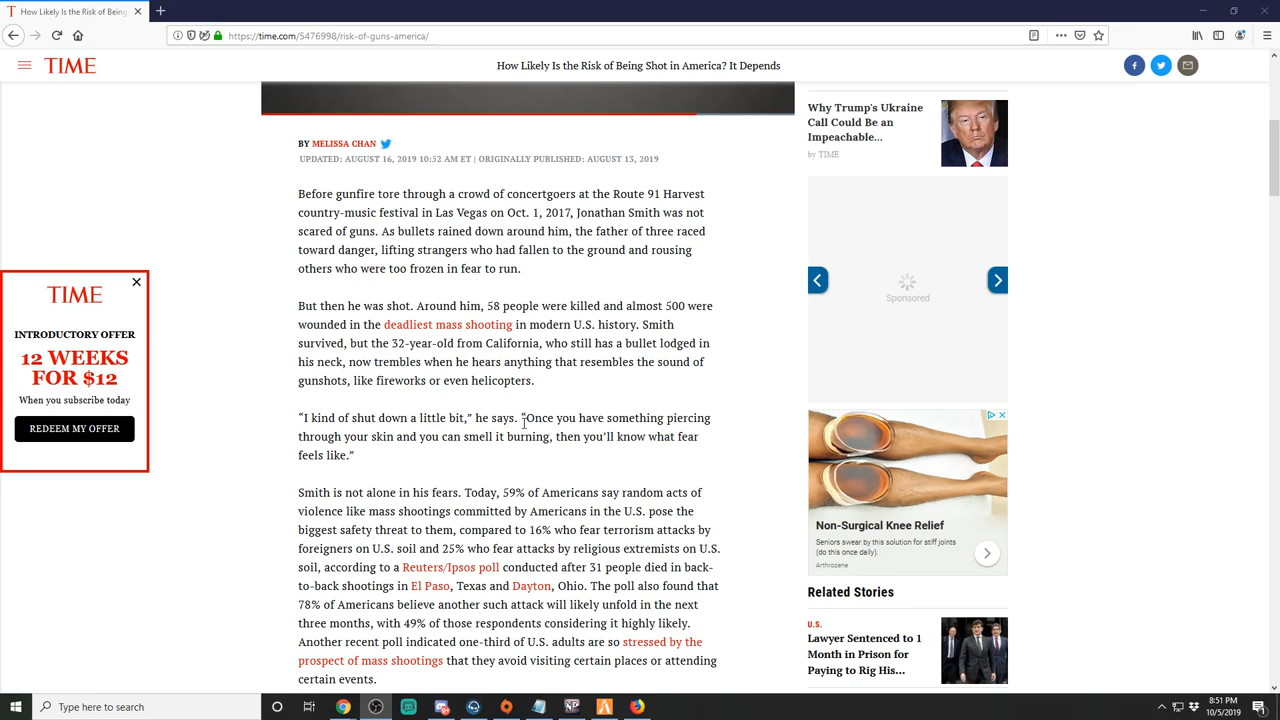 How Likely Is the Risk of Being
https://time.com/5476998/risk-of-guns-america/
TIME
How Likely Is the Risk of Being Shot in America? It Depends
BY MELISSA CHAN
UPDATED: AUGUST 16, 2019 10:52 AM ET | ORIGINALLY PUBLISHED: AUGUST 13, 2019
Before gunfire tore through a crowd of concertgoers at the Route 91 Harvest
country-music festival in Las Vegas on Oct. 1, 2017, Jonathan Smith was not
scared of guns. As bullets rained down around him, the father of three raced
toward danger, lifting strangers who had fallen to the ground and rousing
others who were too frozen in fear to run.
But then he was shot. Around him, 58 people were killed and almost 500 were
wounded in the deadliest mass shooting in modern U.S. history. Smith
survived, but the 32-year-old from California, who still has a bullet lodged in
his neck, now trembles when he hears anything that resembles the sound of
gunshots, like fireworks or even helicopters.
“I kind of shut down a little bit,” he says. “Once you have something piercing
through your skin and you can smell it burning, then you’ll know what fear
feels like.”
Smith is not alone in his fears. Today, 59% of Americans say random acts of
violence like mass shootings committed by Americans in the U.S. pose the
biggest safety threat to them, compared to 16% who fear terrorism attacks by
foreigners on U.S. soil and 25% who fear attacks by religious extremists on U.S.
soil, according to a Reuters/Ipsos poll conducted after 31 people died in back-
to-back shootings in El Paso, Texas and Dayton, Ohio. The poll also found that
78% of Americans believe another such attack will likely unfold in the next
three months, with 49% of those respondents considering it highly likely.
Another recent poll indicated one-third of U.S. adults are so stressed by the
prospect of mass shootings that they avoid visiting certain places or attending
certain events.
TIME
INTRODUCTORY OFFER
12 WEEKS
FOR $12
When you subscribe today
REDEEM MY OFFER
Why Trump's Ukraine
Call Could Be an
Impeachable...
by TIME
Sponsored
Non-Surgical Knee Relief
Seniors swear by this solution for stiff joints
(do this once daily).
Arthrozene
Related Stories
U.S.
Lawyer Sentenced to 1
Month in Prison for
Paying to Rig His...
Type here to search
8:51 PM
10/5/2019